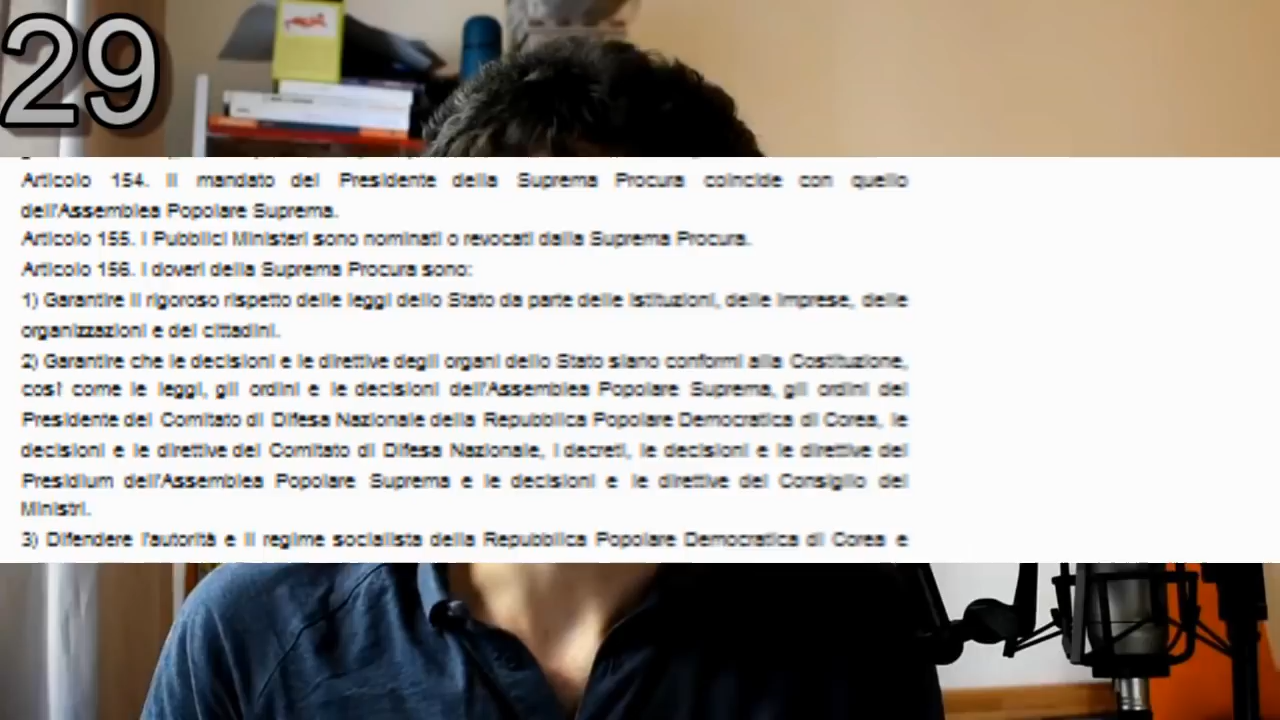 29
Articolo 154. Il mandato del Presidente della Suprema Procura coincide con quello
dell'Assemblea Popolare Suprema.
Articolo 155. I Pubblici Ministeri sono nominati o revocati dalla Suprema Procura.
Articolo 156. I doveri della Suprema Procura sono:
1) Garantire il rigoroso rispetto delle leggi dello Stato da parte delle istituzioni, delle imprese, delle
organizzazioni e dei cittadini.
2) Garantire che le decisioni e le direttive degli organi dello Stato siano conformi alla Costituzione,
così come le leggi, gli ordini e le decisioni dell'Assemblea Popolare Suprema, gli ordini del
Presidente del Comitato di Difesa Nazionale della Repubblica Popolare Democratica di Corea, le
decisioni e le direttive del Comitato di Difesa Nazionale, i decreti, le decisioni e le direttive del
Presidium dell'Assemblea Popolare Suprema e le decisioni e le direttive del Consiglio dei
Ministri.
3) Difendere l'autorità e il regime socialista della Repubblica Popolare Democratica di Corea e